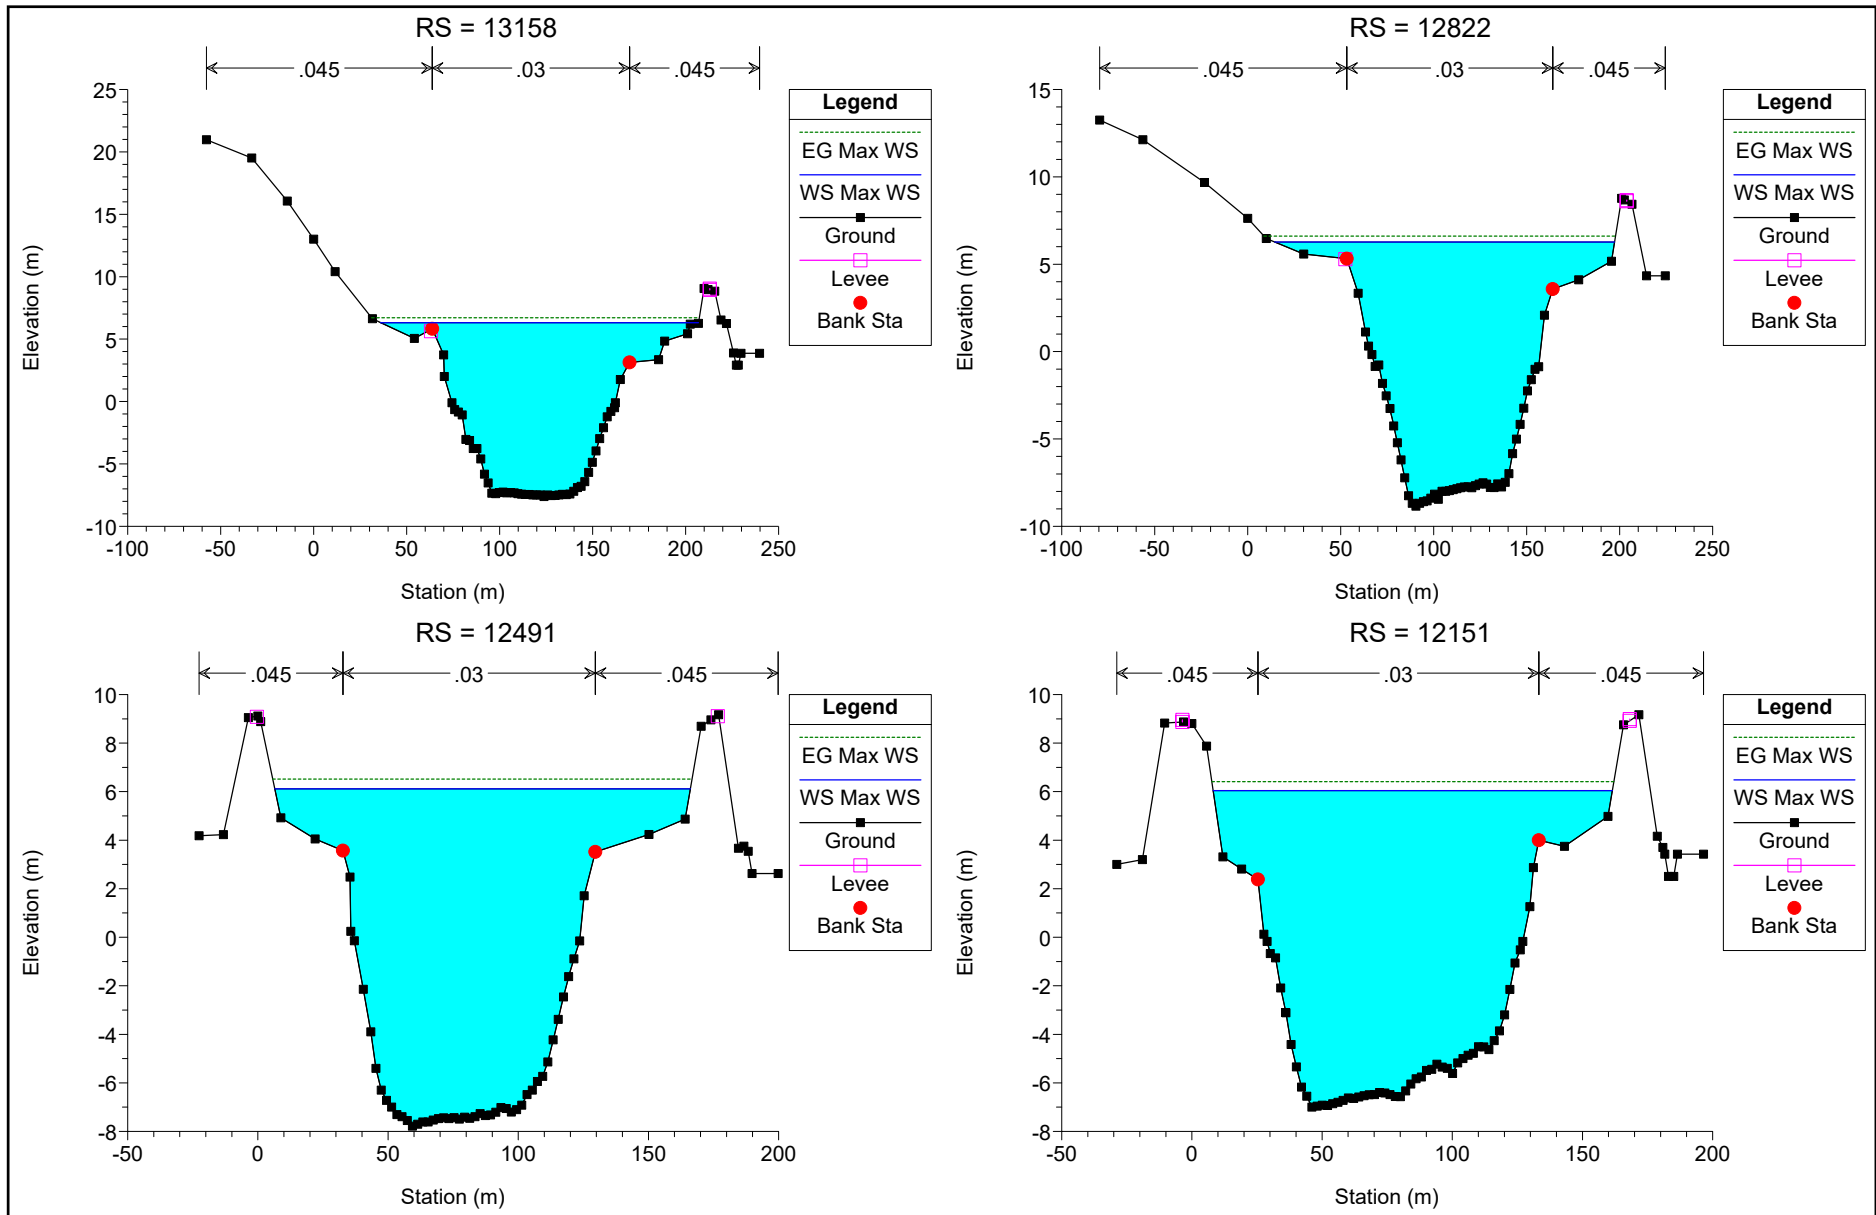 RS = 13158
.045 .03 .045
25
20
15
10
5
0
-5
-10
Elevation (m)
-100 -50 0 50 100 150 200 250
Station (m)
Legend
EG Max WS
WS Max WS
Ground
Levee
Bank Sta
RS = 12822
.045 .03 .045
15
10
5
0
-5
-10
Elevation (m)
-100 -50 0 50 100 150 200 250
Station (m)
Legend
EG Max WS
WS Max WS
Ground
Levee
Bank Sta
RS = 12491
.045 .03 .045
10
8
6
4
2
0
-2
-4
-6
-8
Elevation (m)
-50 0 50 100 150 200
Station (m)
Legend
EG Max WS
WS Max WS
Ground
Levee
Bank Sta
RS = 12151
.045 .03 .045
10
8
6
4
2
0
-2
-4
-6
-8
Elevation (m)
-50 0 50 100 150 200
Station (m)
Legend
EG Max WS
WS Max WS
Ground
Levee
Bank Sta